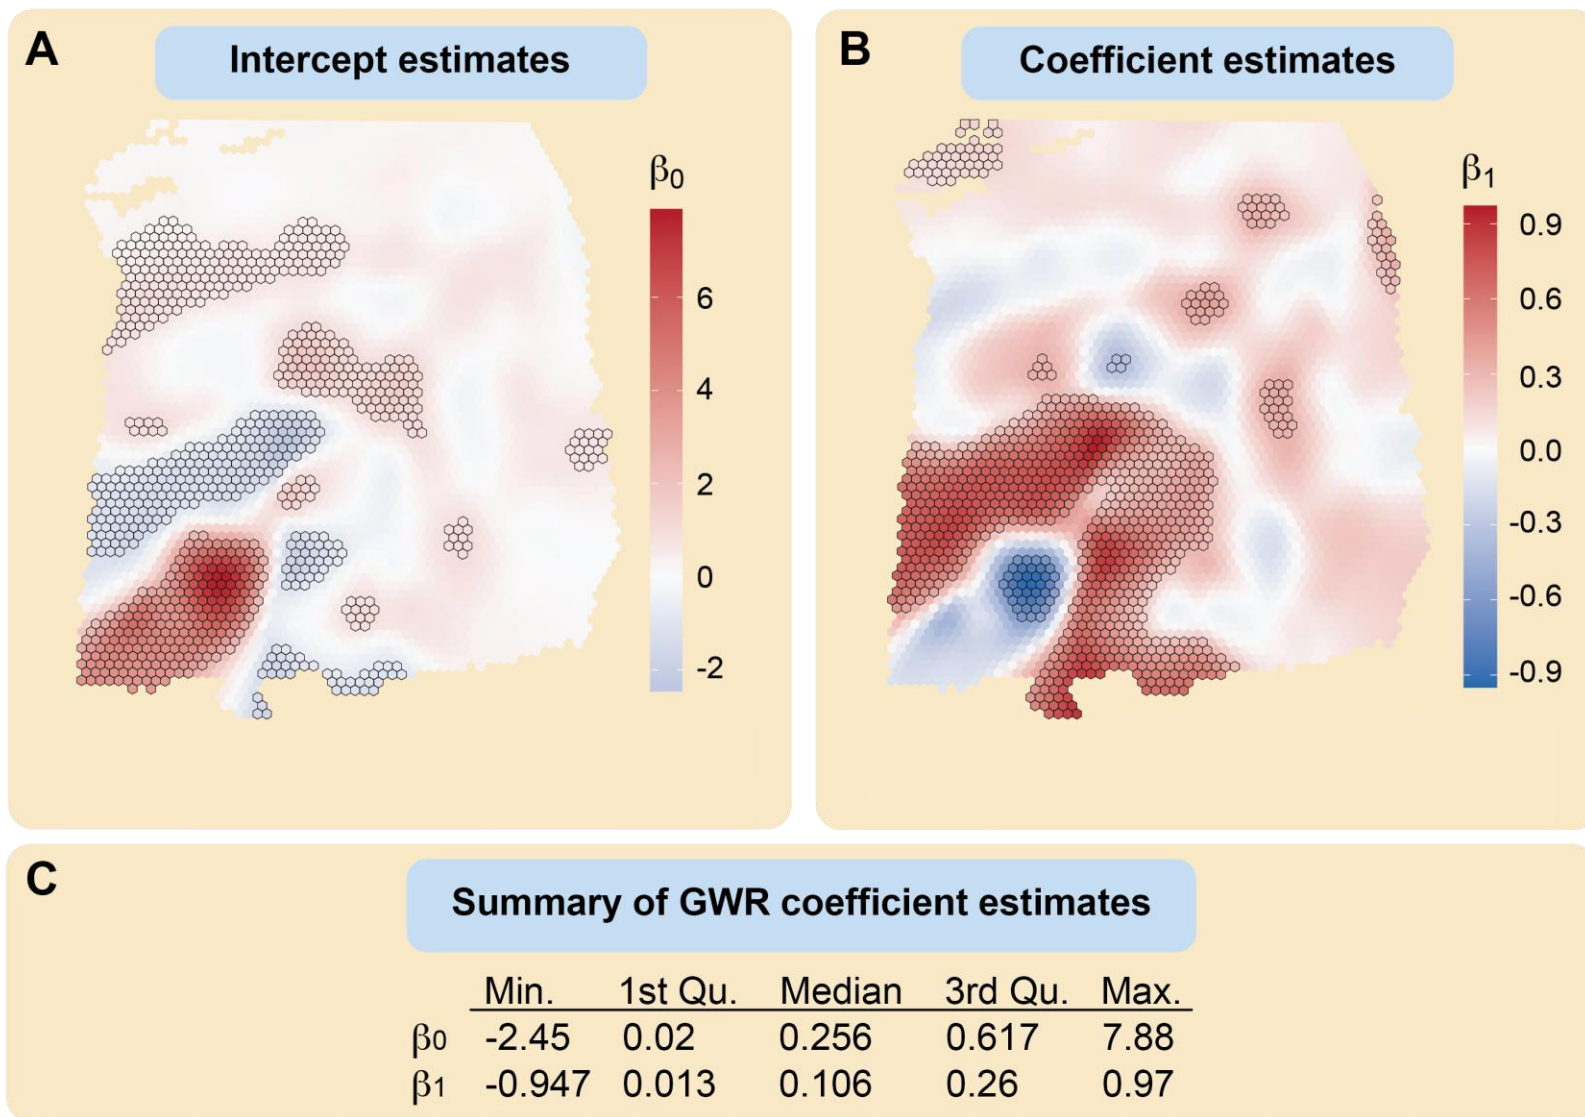 A
Intercept estimates
β0
6
4
2
0
-2
B
Coefficient estimates
β1
0.9
0.6
0.3
0.0
-0.3
-0.6
-0.9
C
Summary of GWR coefficient estimates
Min. 1st Qu. Median 3rd Qu. Max.
β0 -2.45 0.02 0.256 0.617 7.88
β1 -0.947 0.013 0.106 0.26 0.97